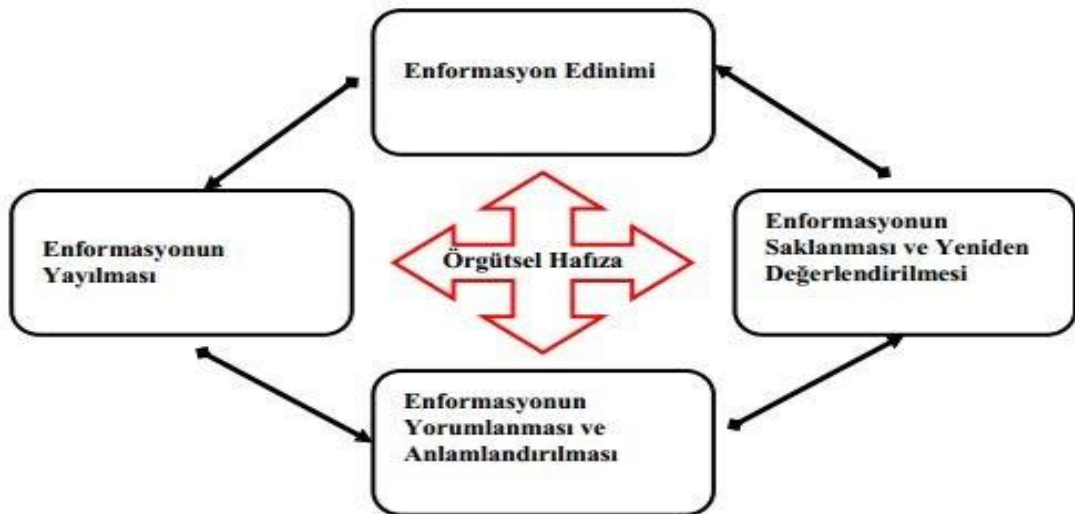 Enformasyon Edinimi
Enformasyonun
Yayılması
Örgütsel Hafıza
Enformasyonun
Saklanması ve Yeniden
Değerlendirilmesi
Enformasyonun
Yorumlanması ve
Anlamlandırılması